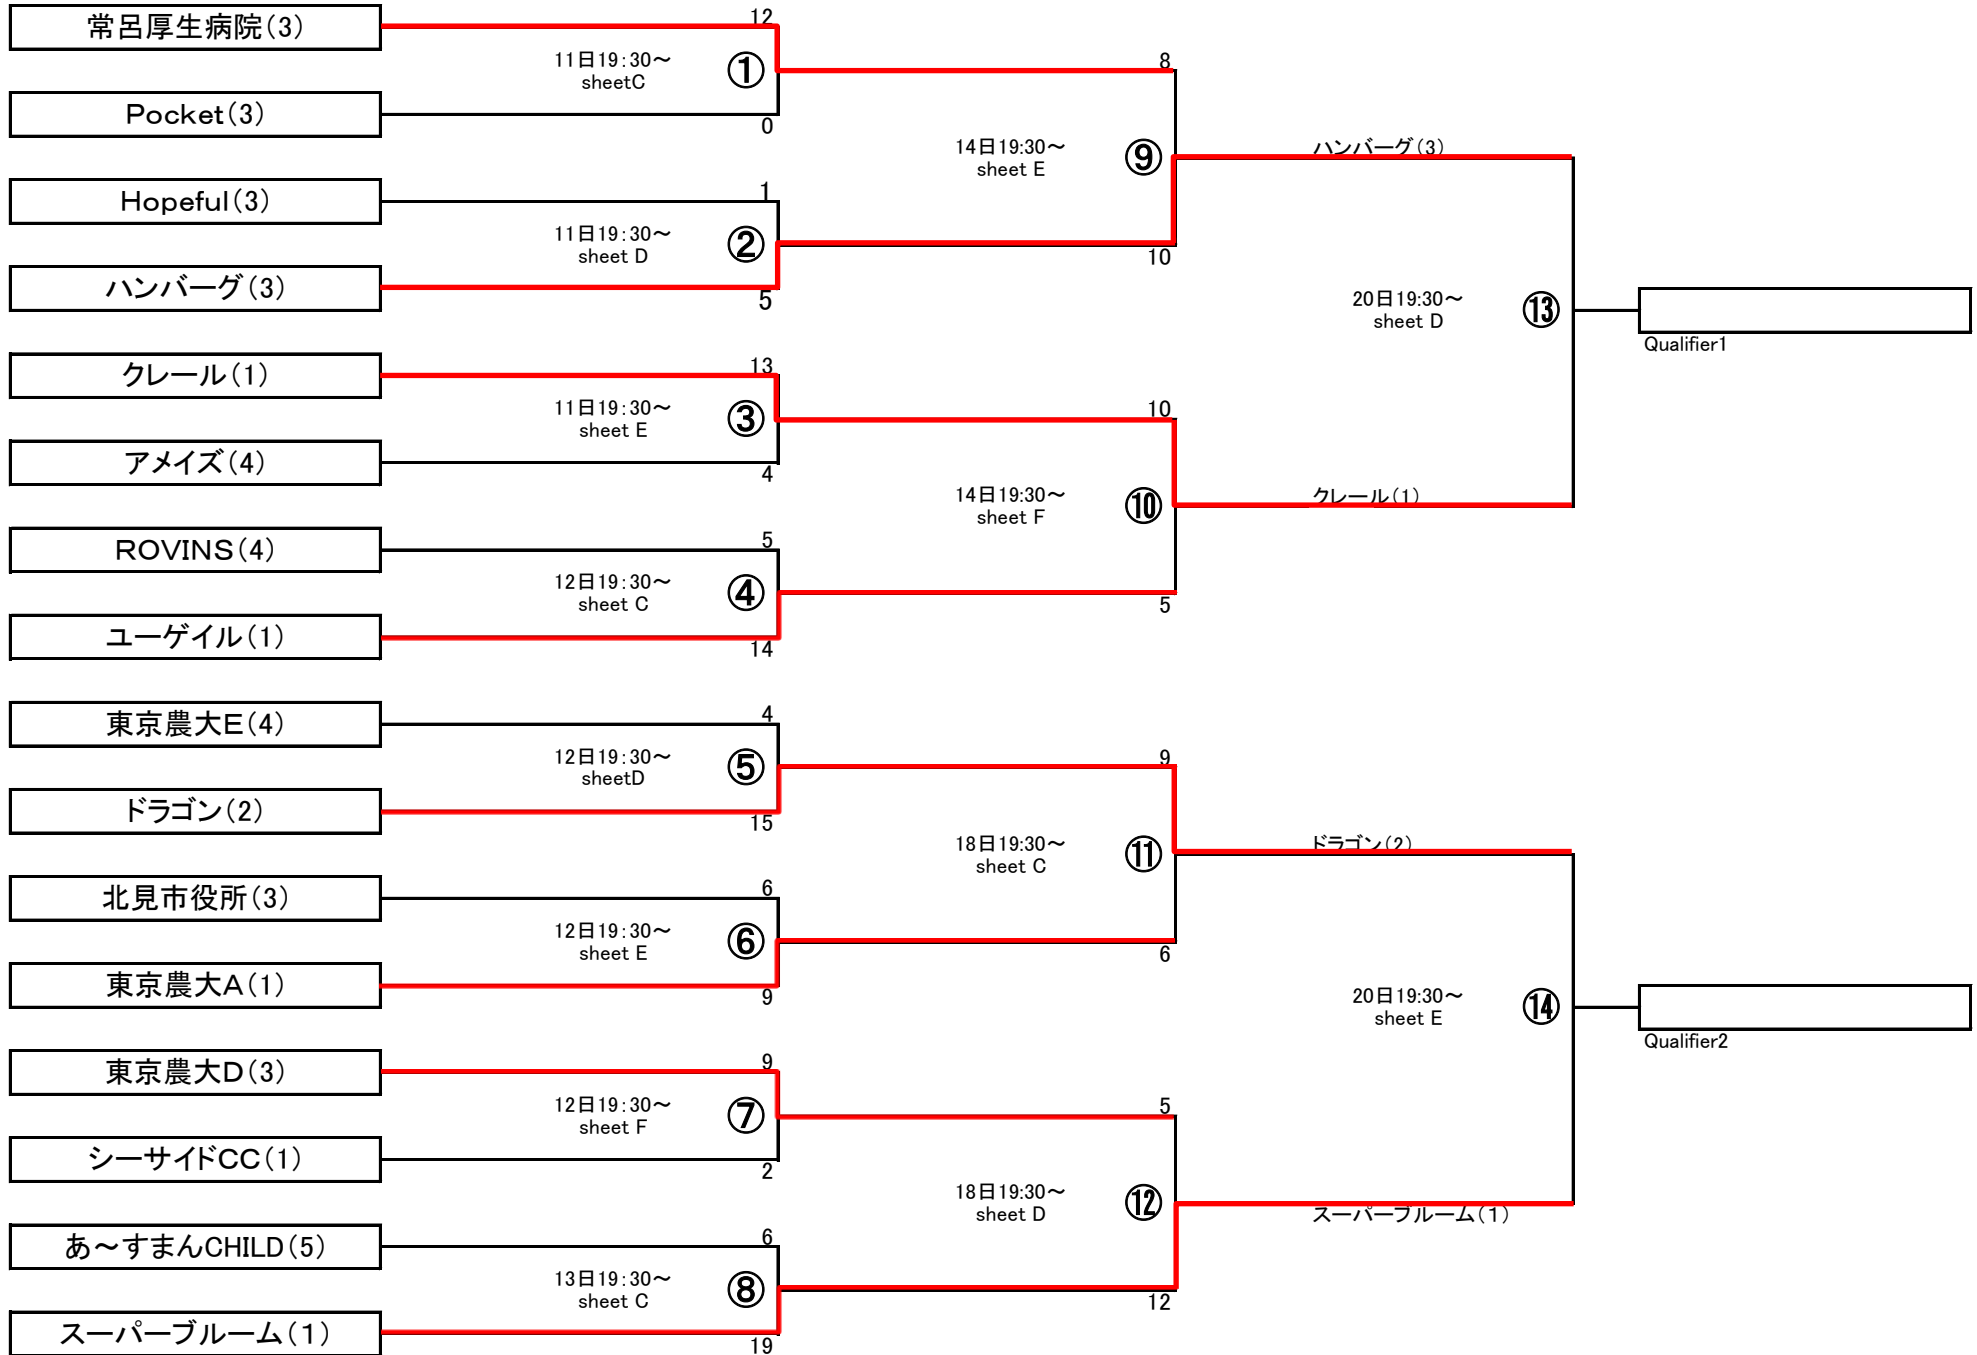 常呂厚生病院（3）
12
11日19：30～
sheetC
①
Pocket（3）
0
8
14日19:30～
sheet E
⑨
Hopeful（3）
1
11日19：30～
sheet D
②
ハンバーグ（3）
5
10
ハンバーグ（3）
20日19:30～
sheet D
⑬
Qualifier1
クレール（1）
13
11日19：30～
sheet E
③
アメイズ（4）
4
10
14日19:30～
sheet F
⑩
クレール（1）
ROVINS（4）
5
12日19：30～
sheet C
④
ユーゲイル（1）
14
5
東京農大E（4）
4
12日19：30～
sheetD
⑤
ドラゴン（2）
15
9
18日19:30～
sheet C
⑪
ドラゴン（2）
北見市役所（3）
6
12日19：30～
sheet E
⑥
東京農大A（1）
9
6
20日19:30～
sheet E
⑭
Qualifier2
東京農大D（3）
9
12日19：30～
sheet F
⑦
シーサイドCC（1）
2
5
18日19:30～
sheet D
⑫
スーパーブルーム（1）
あ～すまんCHILD（5）
6
13日19：30～
sheet C
⑧
スーパーブルーム（1）
19
12